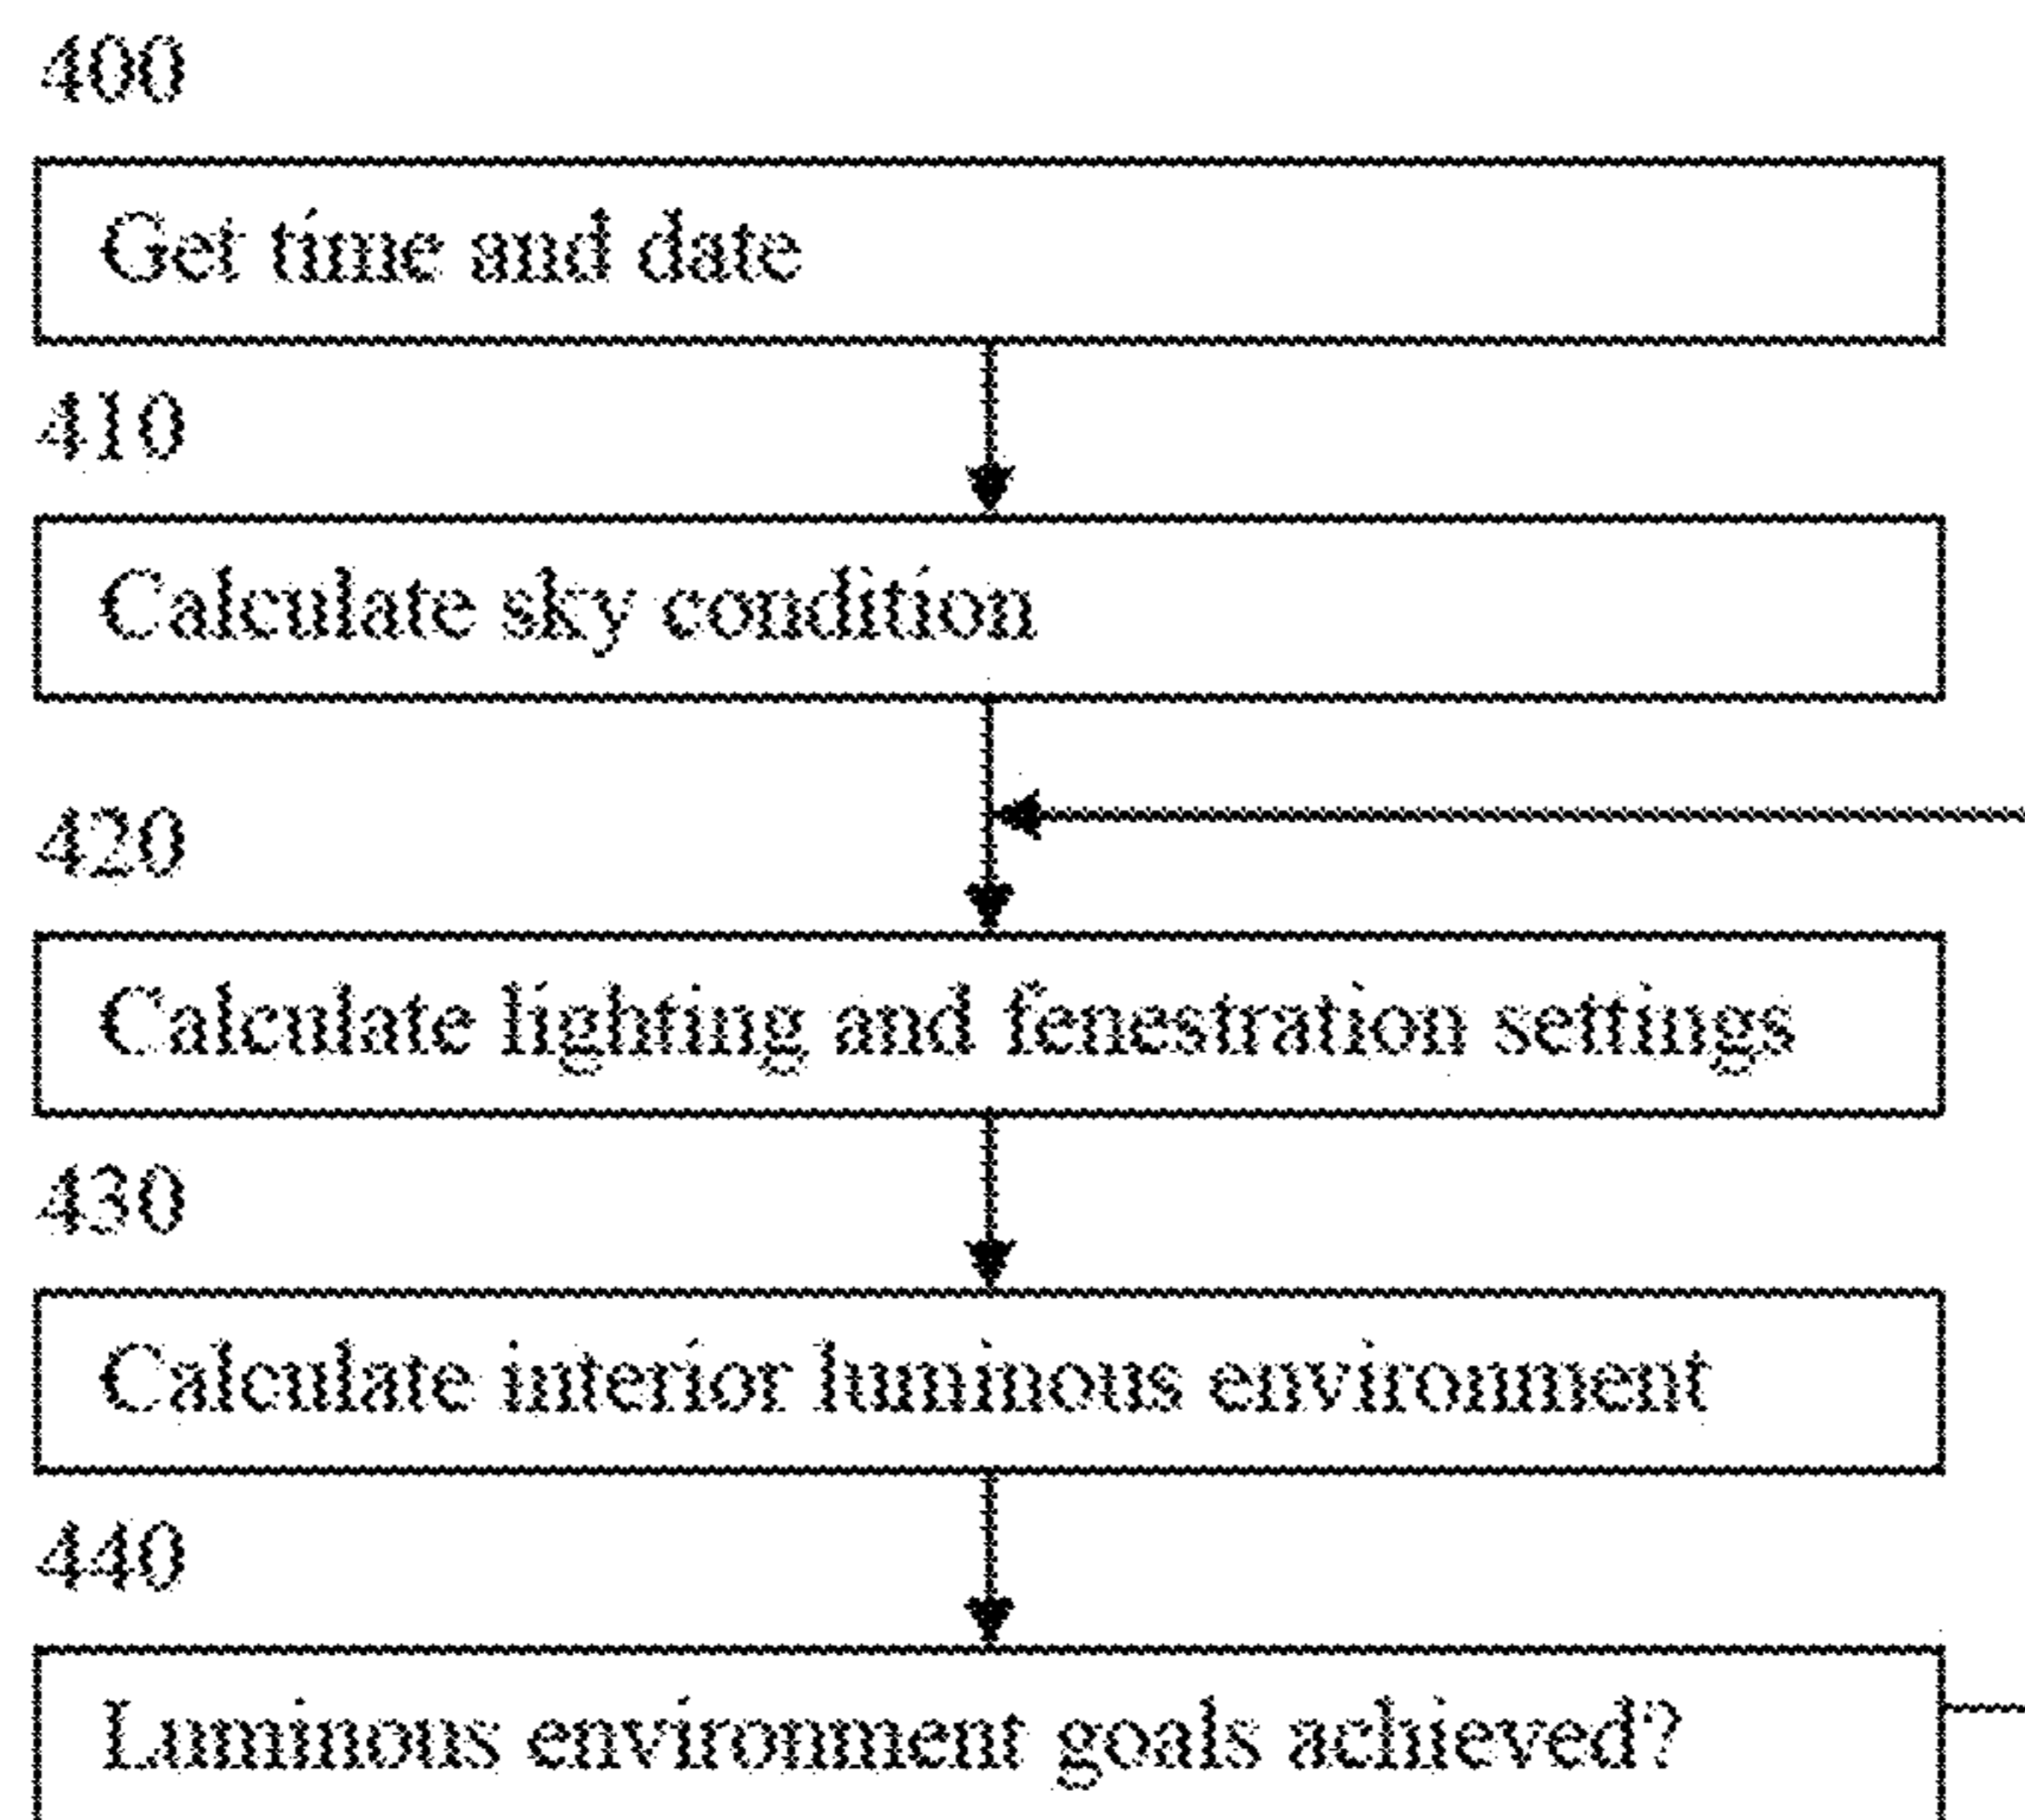 400
Get time and date
410
Calculate sky condition
420
Calculate lighting and fenestration settings
430
Calculate interior luminous environment
440
Luminous environment goals achieved?